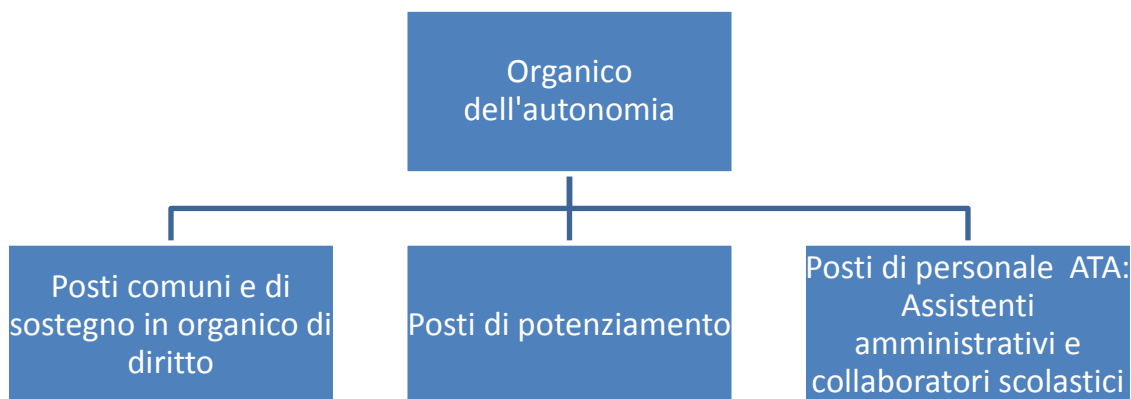 Organico
dell'autonomia
Posti comuni e di
sostegno in organico di
diritto
Posti di potenziamento
Posti di personale  ATA:
Assistenti
amministrativi e
collaboratori scolastici